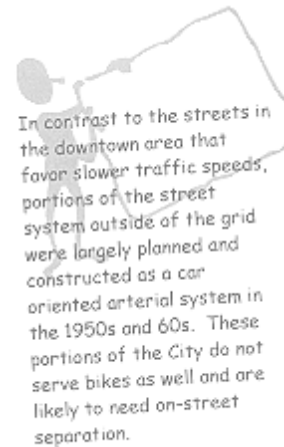 In contrast to the streets in
the downtown area that
favor slower traffic speeds,
portions of the street
system outside of the grid
were largely planned and
constructed as a car
oriented arterial system in
the 1950s and 60s.  These
portions of the City do not
serve bikes as well and are
likely to need on-street
separation.